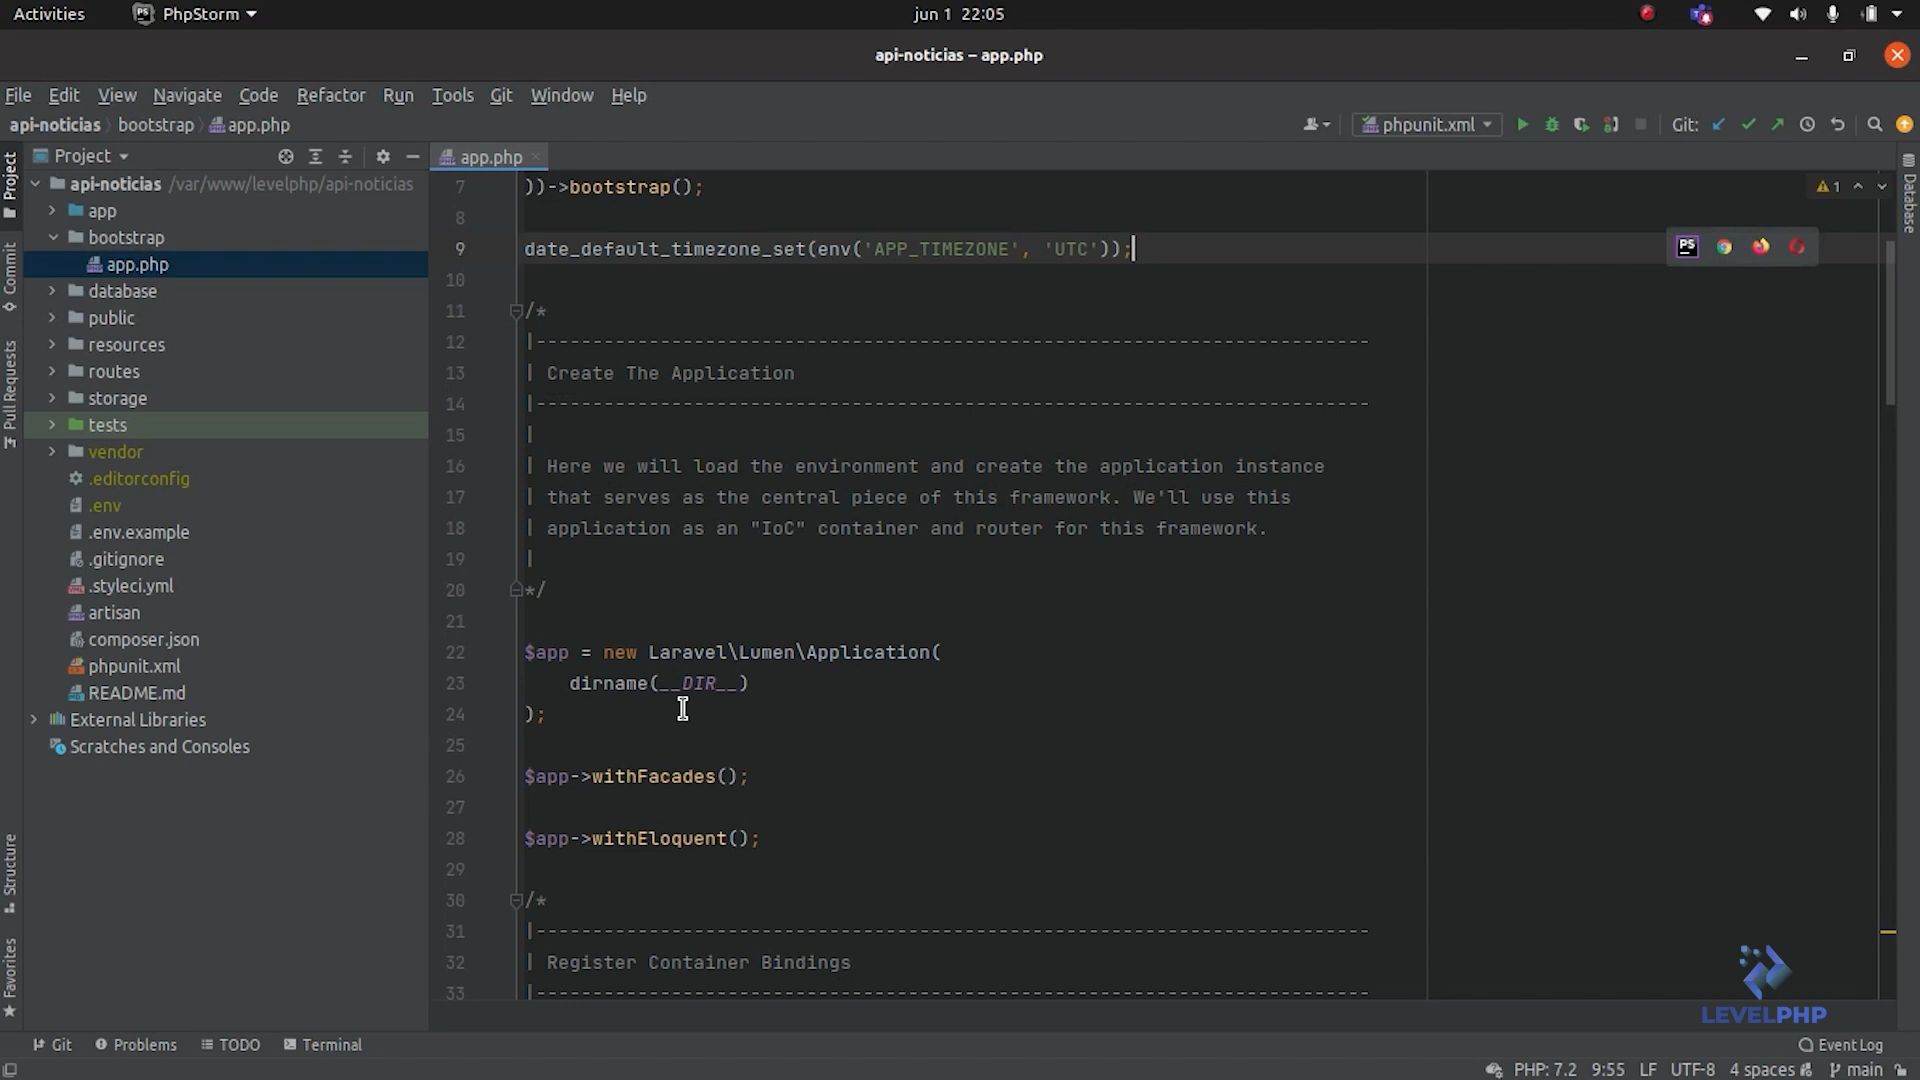 Activities PhpStorm jun 1 22:05
api-noticias – app.php
File Edit View Navigate Code Refactor Run Tools Git Window Help
api-noticias bootstrap app.php phpunit.xml Git:
Project
app.php
Project
Commit
Pull Requests
Structure
Favorites
Database
api-noticias /var/www/levelphp/api-noticias
app
bootstrap
app.php
database
public
resources
routes
storage
tests
vendor
.editorconfig
.env
.env.example
.gitignore
.styleci.yml
artisan
composer.json
phpunit.xml
README.md
External Libraries
Scratches and Consoles
7 ))->bootstrap();
1
8
9 date_default_timezone_set(env('APP_TIMEZONE', 'UTC'));
PS
10
11 /*
12 |--------------------------------------------------------------------------
13 | Create The Application
14 |--------------------------------------------------------------------------
15 |
16 | Here we will load the environment and create the application instance
17 | that serves as the central piece of this framework. We'll use this
18 | application as an "IoC" container and router for this framework.
19 |
20 */
21
22 $app = new Laravel\Lumen\Application(
23 dirname(__DIR__)
24 );
25
26 $app->withFacades();
27
28 $app->withEloquent();
29
30 /*
31 |--------------------------------------------------------------------------
32 | Register Container Bindings
33 |--------------------------------------------------------------------------
LEVELPHP
Git Problems TODO Terminal Event Log
PHP: 7.2 9:55 LF UTF-8 4 spaces main